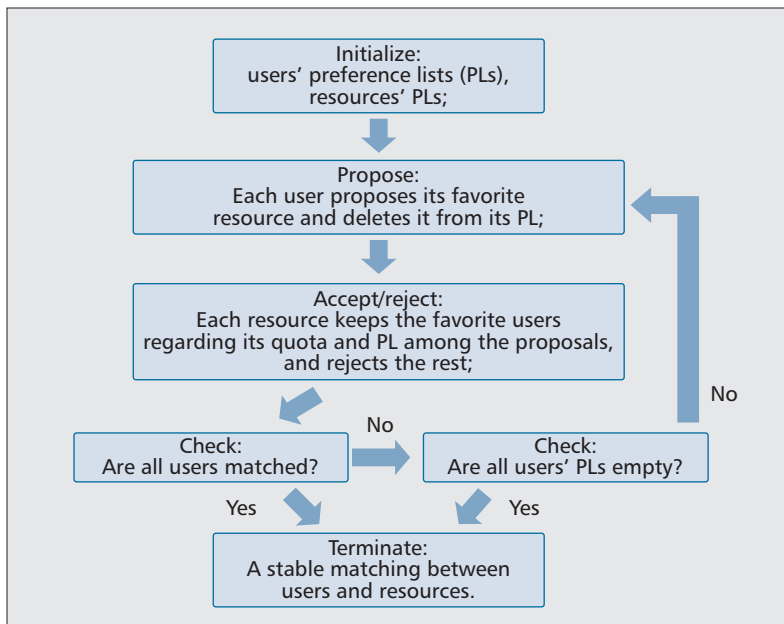 Initialize:
users' preference lists (PLs),
resources' PLs;
Propose:
Each user proposes its favorite
resource and deletes it from its PL;
Accept/reject:
Each resource keeps the favorite users
regarding its quota and PL among the proposals,
and rejects the rest;
No
No
Check:
Are all users matched?
Check:
Are all users' PLs empty?
Yes
Yes
Terminate:
A stable matching between
users and resources.